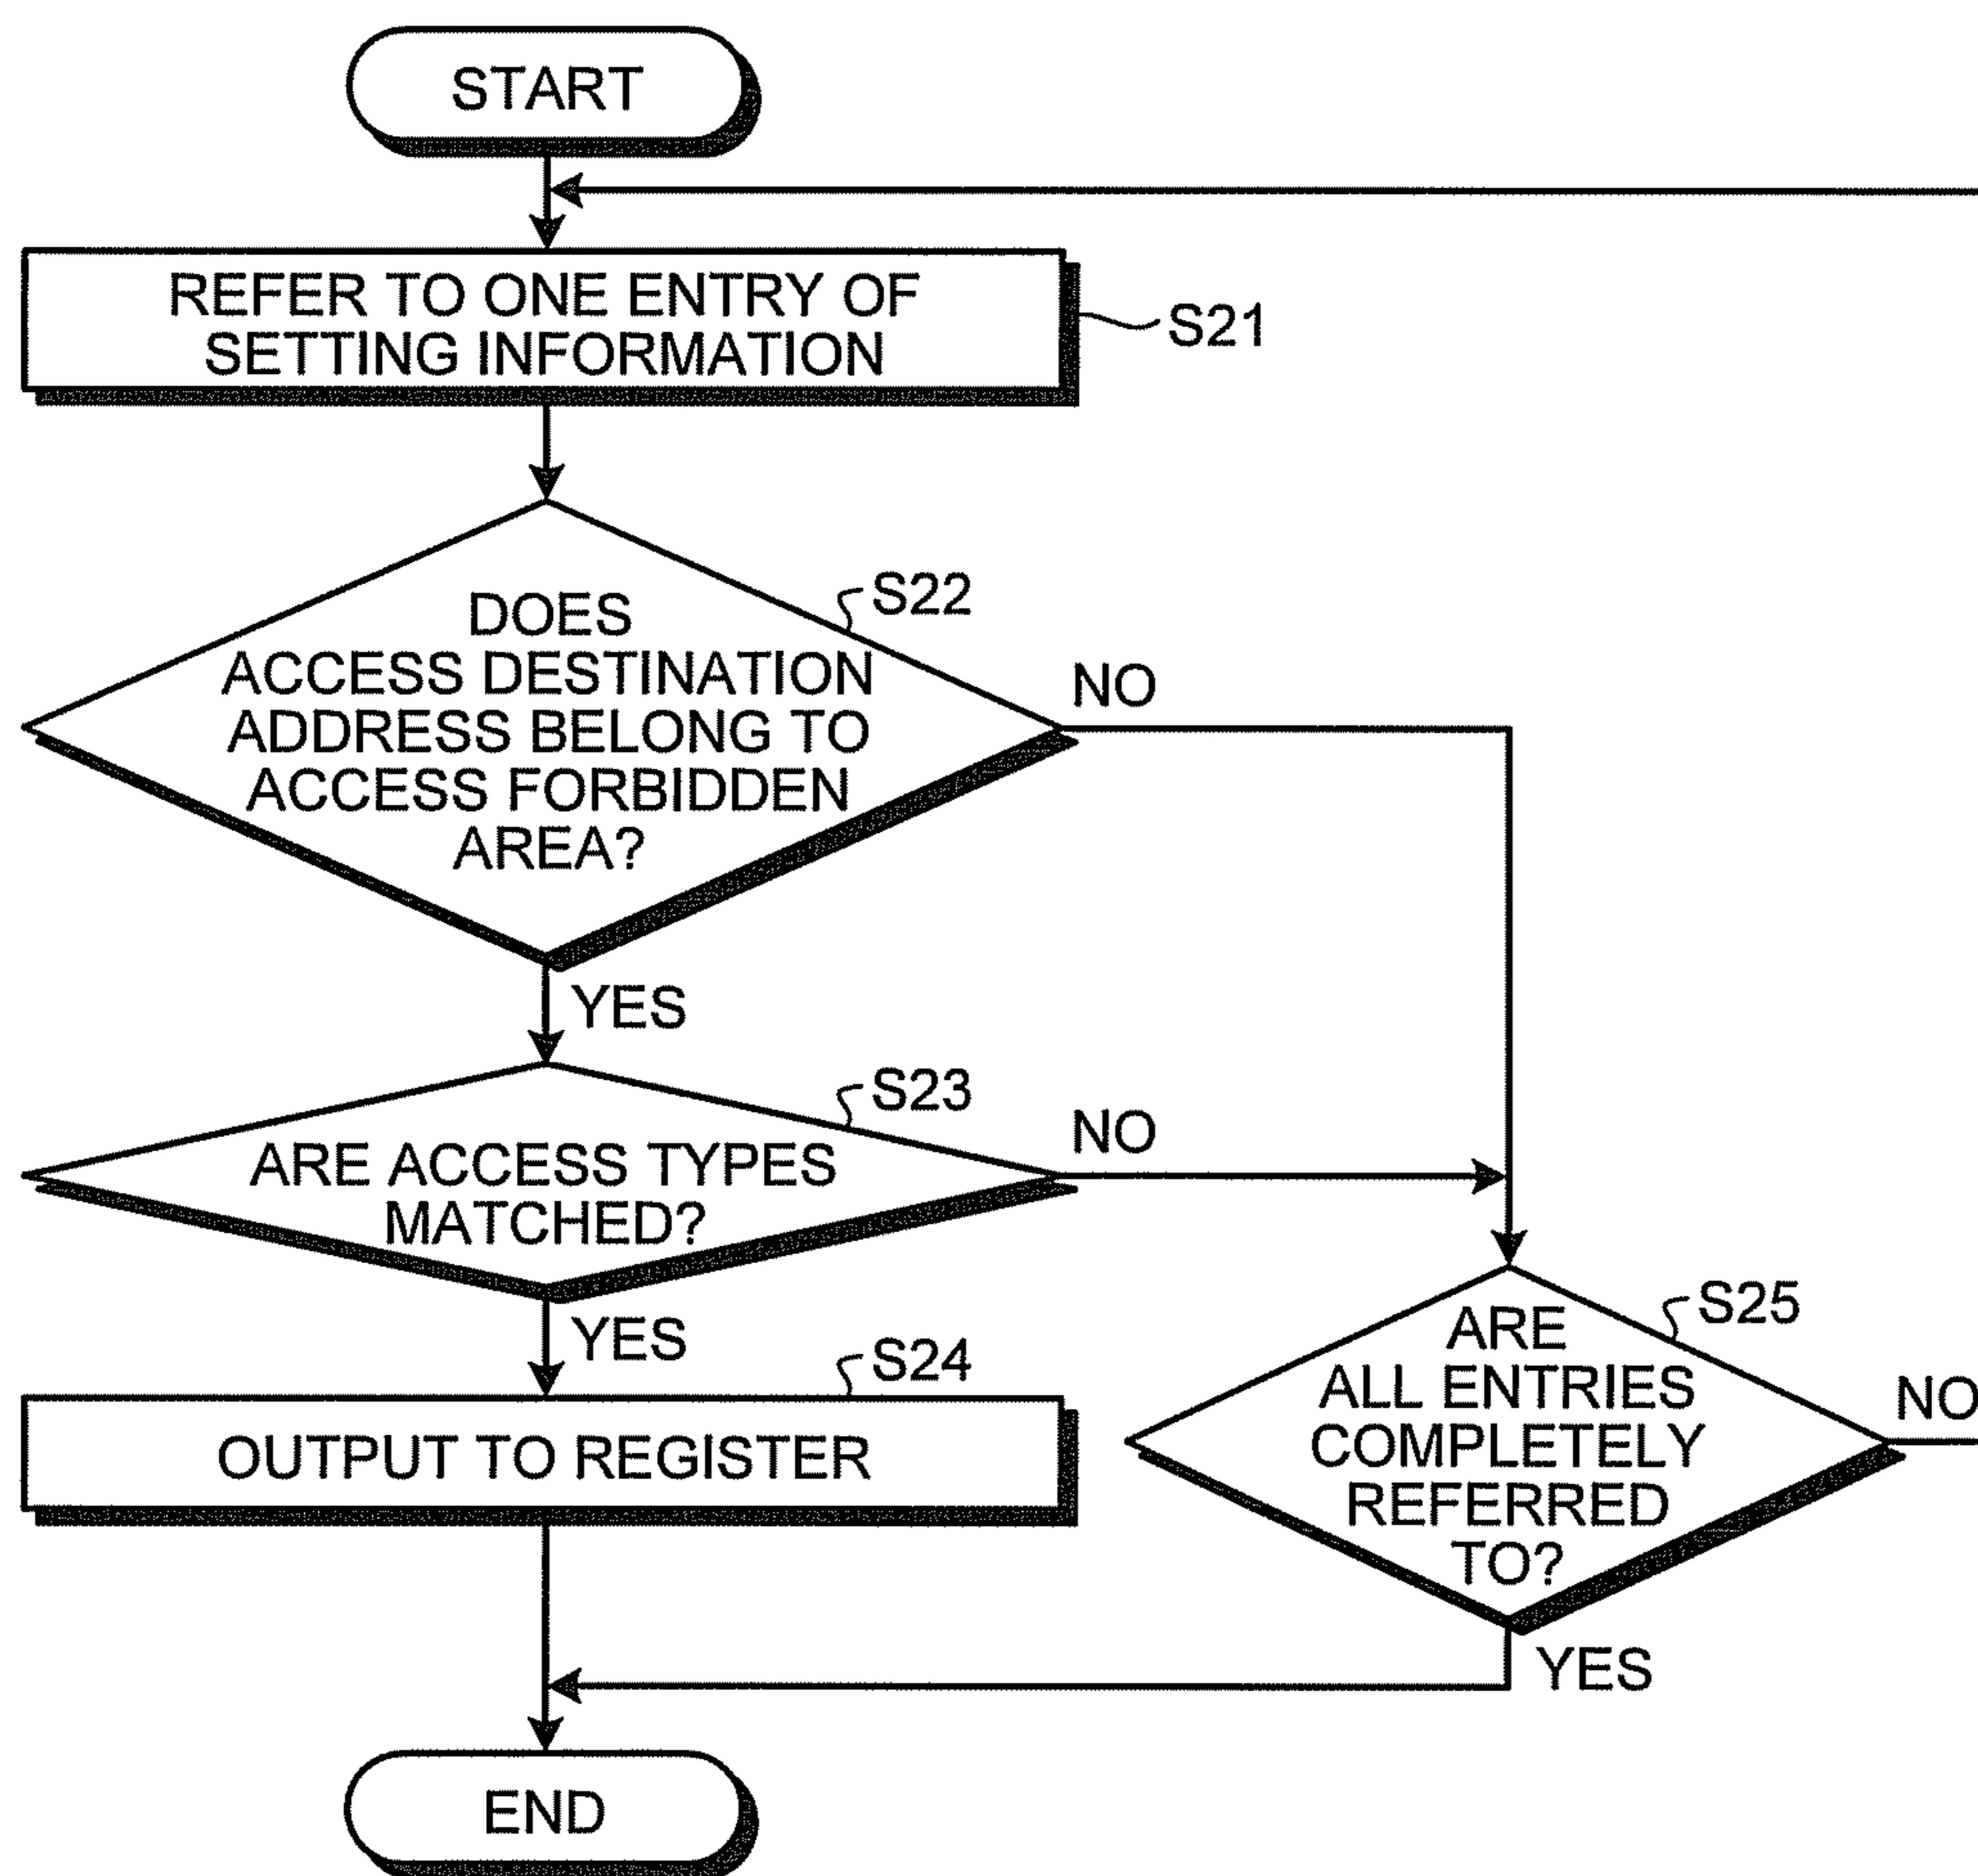 START
REFER TO ONE ENTRY OF
SETTING INFORMATION
S21
S22
DOES
ACCESS DESTINATION
ADDRESS BELONG TO
ACCESS FORBIDDEN
AREA?
NO
YES
S23
ARE ACCESS TYPES
MATCHED?
NO
YES
S24
OUTPUT TO REGISTER
S25
ARE
ALL ENTRIES
COMPLETELY
REFERRED
TO?
NO
YES
END